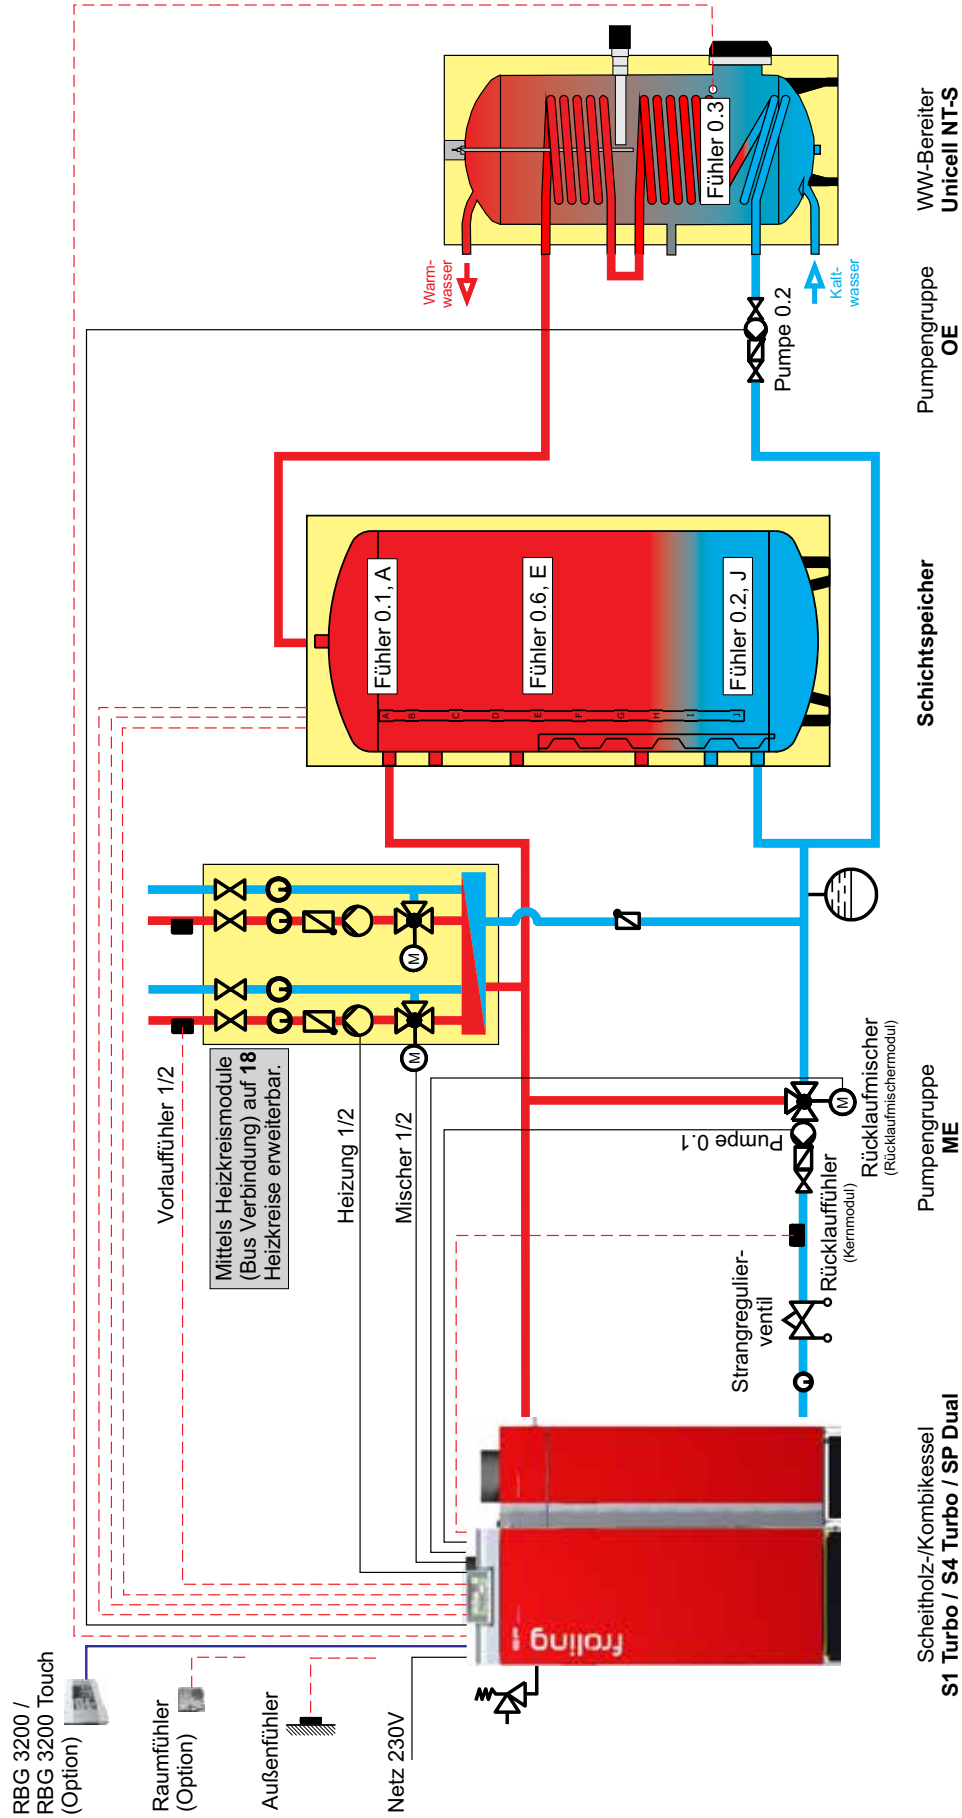 RBG 3200 /
RBG 3200 Touch
(Option)
Raumfühler
(Option)
Außenfühler
Netz 230V
froling
Scheitholz-/Kombikessel
S1 Turbo / S4 Turbo / SP Dual
Vorlauffühler 1/2
Mittels Heizkreismodule
(Bus Verbindung) auf 18
Heizkreise erweiterbar.
Heizung 1/2
Mischer 1/2
M
M
Strangregulier-
ventil
Rücklauffühler
(Kernmodul)
Pumpe 0.1
M
Rücklaufmischer
(Rücklaufmischermodul)
Pumpengruppe
ME
Fühler 0.1, A
Fühler 0.6, E
Fühler 0.2, J
A
B
C
D
E
F
G
H
I
J
Schichtspeicher
Warm-
wasser
Kalt-
wasser
Pumpe 0.2
Pumpengruppe
OE
A
Fühler 0.3
WW-Bereiter
Unicell NT-S